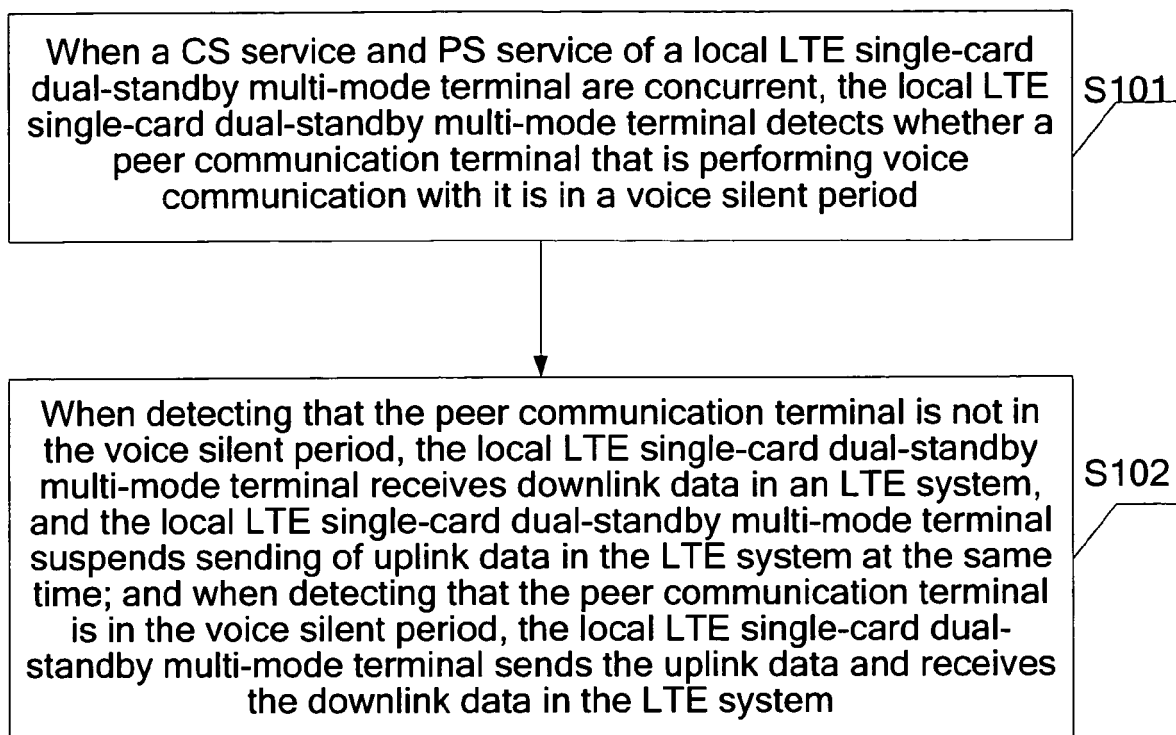 When a CS service and PS service of a local LTE single-card
dual-standby multi-mode terminal are concurrent, the local LTE
single-card dual-standby multi-mode terminal detects whether a
peer communication terminal that is performing voice
communication with it is in a voice silent period
S101
When detecting that the peer communication terminal is not in
the voice silent period, the local LTE single-card dual-standby
multi-mode terminal receives downlink data in an LTE system,
and the local LTE single-card dual-standby multi-mode terminal
suspends sending of uplink data in the LTE system at the same
time; and when detecting that the peer communication terminal
is in the voice silent period, the local LTE single-card dual-
standby multi-mode terminal sends the uplink data and receives
the downlink data in the LTE system
S102